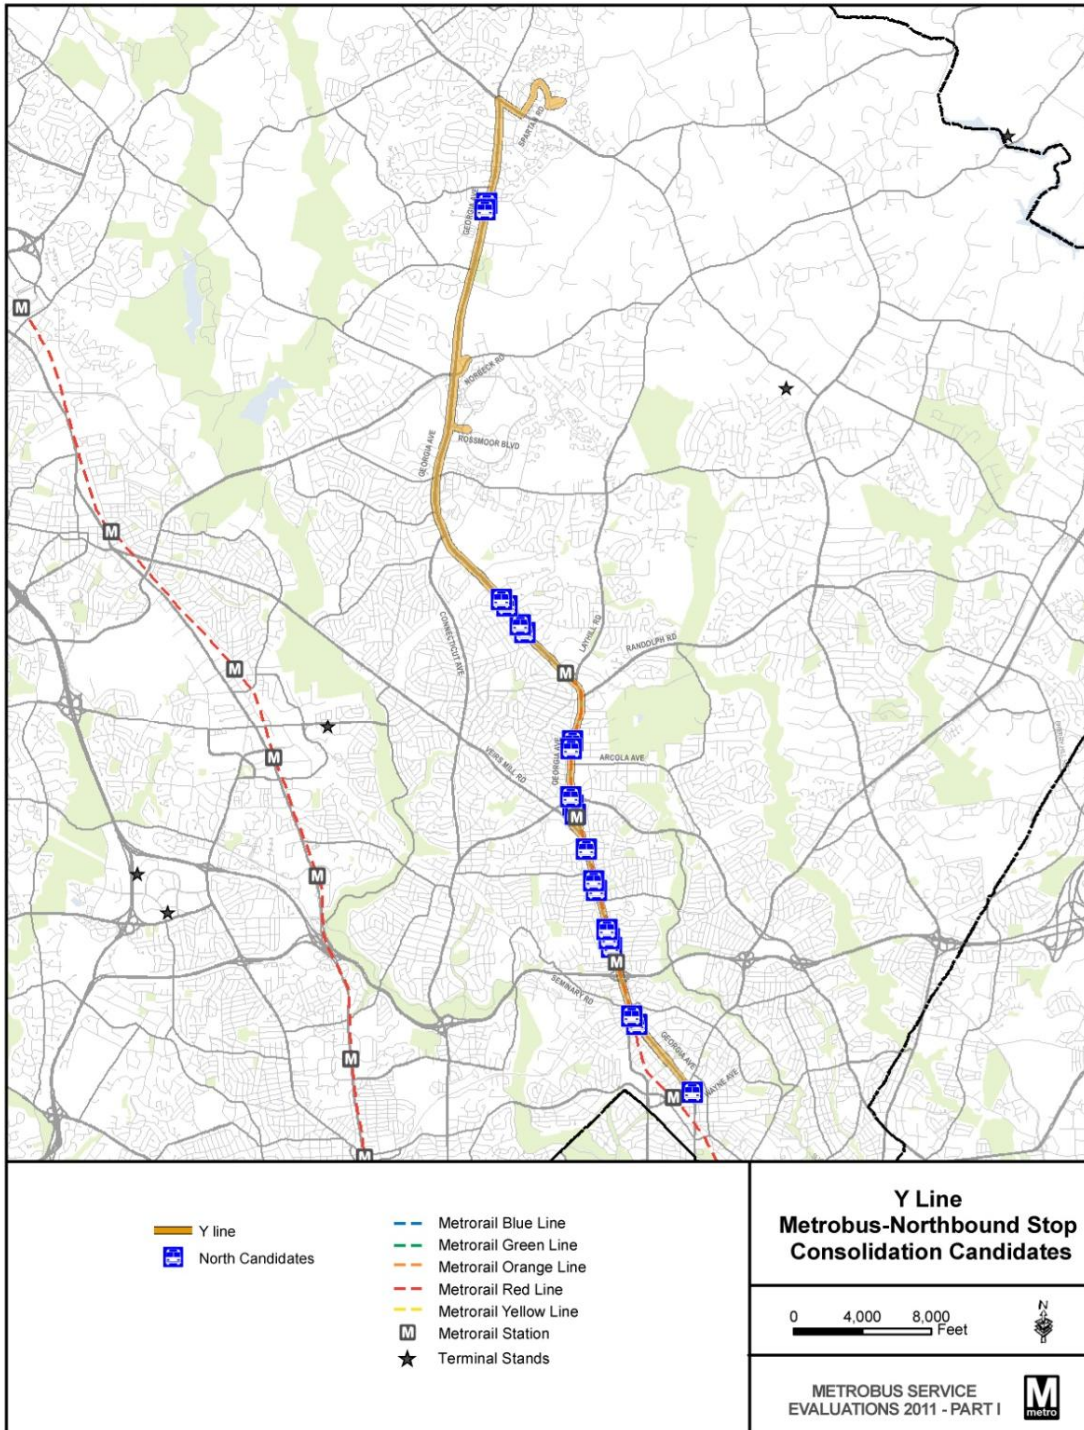 SPARTAN RD
GEORGIA AVE
M
NORBECK RD
ROSSMOOR BLVD
GEORGIA AVE
M
CONNECTICUT AVE
LAYHILL RD
RANDOLPH RD
M
M
GEORGIA AVE
ARCOLA AVE
VEIRS MILL RD
M
M
M
M
SEMINARY RD
GEORGIA AVE
WAYNE AVE
M
M
M
Y line
North Candidates
Metrorail Blue Line
Metrorail Green Line
Metrorail Orange Line
Metrorail Red Line
Metrorail Yellow Line
M Metrorail Station
Terminal Stands
Y Line
Metrobus-Northbound Stop
Consolidation Candidates
0 4,000 8,000
Feet
N
METROBUS SERVICE
EVALUATIONS 2011 - PART I
M
metro